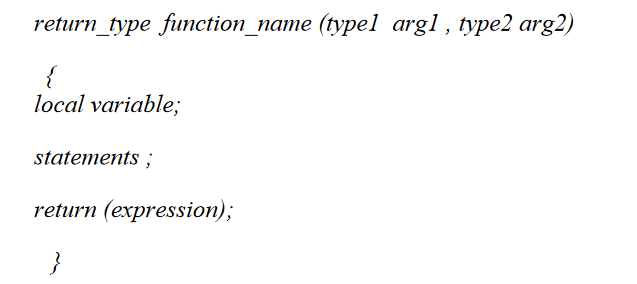 return_type function_name (type1 arg1 , type2 arg2)
{
local variable;
statements ;
return (expression);
}